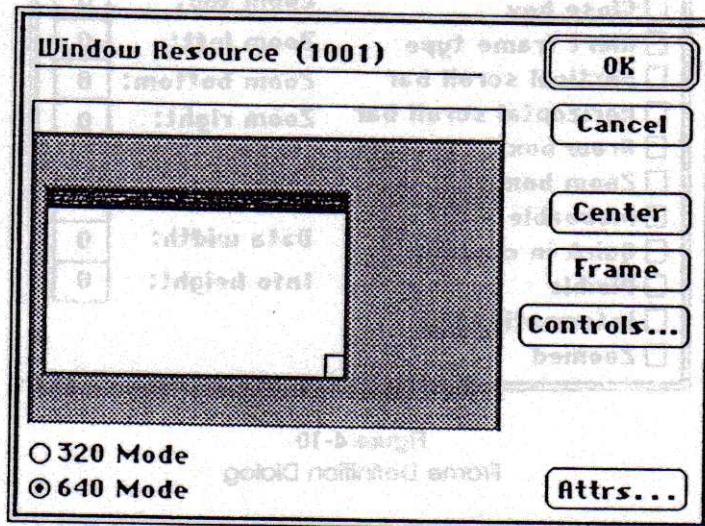 Window Resource (1001)
OK
Cancel
Center
Frame
Controls...
320 Mode
640 Mode
Attrs...